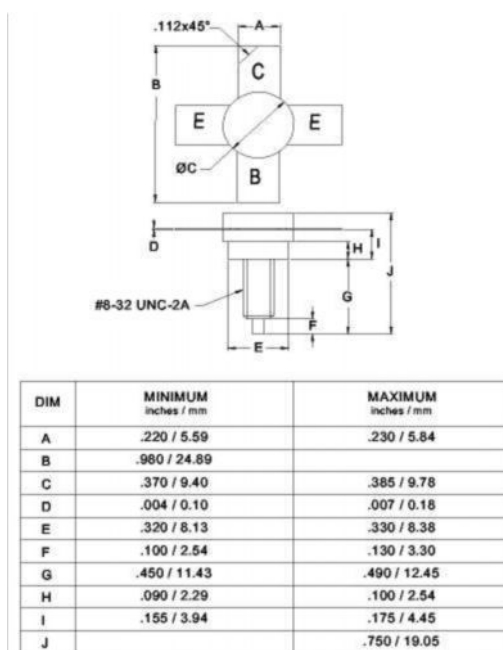 .112x45°
A
B
C
E
E
ØC
B
D
H
I
J
#8-32 UNC-2A
G
F
E
DIM MINIMUM inches / mm MAXIMUM inches / mm
A .220 / 5.59 .230 / 5.84
B .980 / 24.89
C .370 / 9.40 .385 / 9.78
D .004 / 0.10 .007 / 0.18
E .320 / 8.13 .330 / 8.38
F .100 / 2.54 .130 / 3.30
G .450 / 11.43 .490 / 12.45
H .090 / 2.29 .100 / 2.54
I .155 / 3.94 .175 / 4.45
J .750 / 19.05